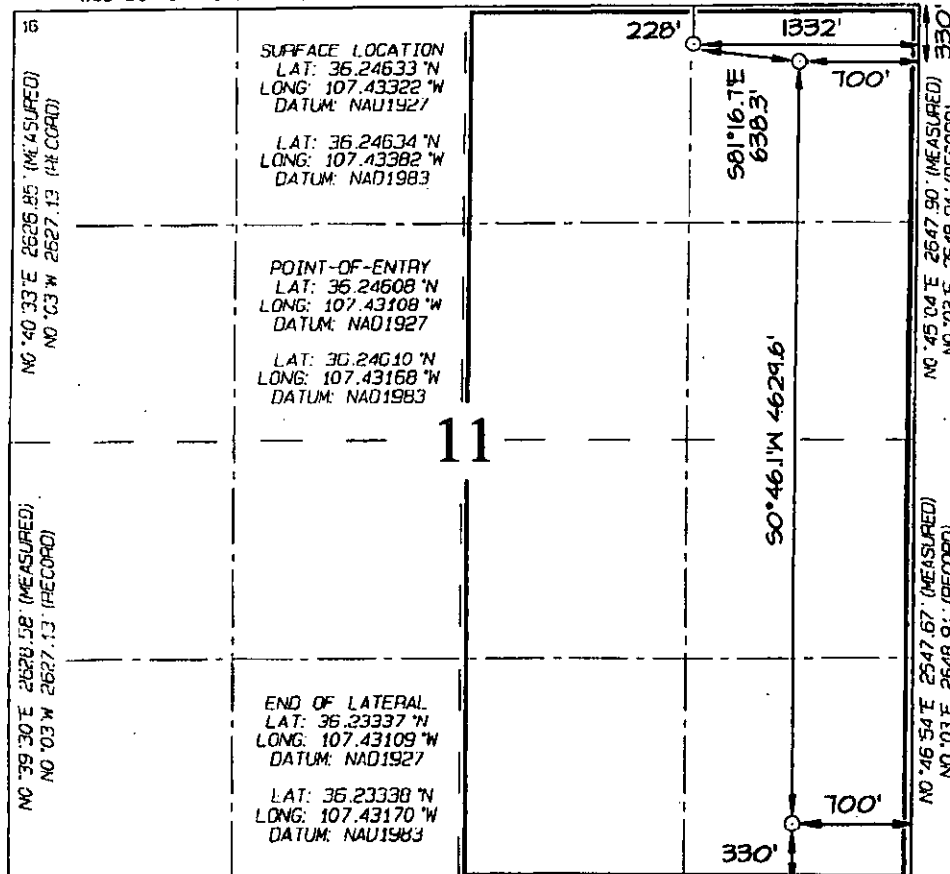 16
SURFACE LOCATION
LAT: 36.24633 °N
LONG: 107.43322 °W
DATUM: NAD1927
LAT: 36.24634 °N
LONG: 107.43382 °W
DATUM: NAD1983
POINT-OF-ENTRY
LAT: 36.24608 °N
LONG: 107.43108 °W
DATUM: NAD1927
LAT: 36.24610 °N
LONG: 107.43168 °W
DATUM: NAD1983
11
END OF LATERAL
LAT: 36.23337 °N
LONG: 107.43109 °W
DATUM: NAD1927
LAT: 36.23338 °N
LONG: 107.43170 °W
DATUM: NAD1983
N0°40'33"E 2626.85' (MEASURED)
N0°03'W 2627.13' (RECORD)
N0°39'30"E 2628.58' (MEASURED)
N0°03'W 2627.13' (RECORD)
228'
1332'
330'
700'
S81°16.7'E
638.3'
S0°46.1'W 4629.6'
700'
330'
N0°45'04"E 2647.90' (MEASURED)
N0°46'54"E 2647.67' (MEASURED)
N0°03'E 2648.91' (RECORD)